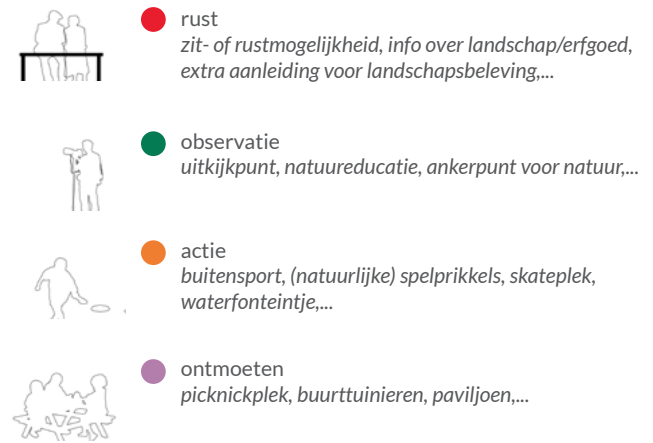 rust
zit- of rustmogelijkheid, info over landschap/erfgoed,
extra aanleiding voor landschapsbeleving,...
observatie
uitkijkpunt, natuureducatie, ankerpunt voor natuur,...
actie
buitensport, (natuurlijke) spelprikkels, skateplek,
waterfonteintje,...
ontmoeten
picknickplek, buurttuinieren, paviljoen,...